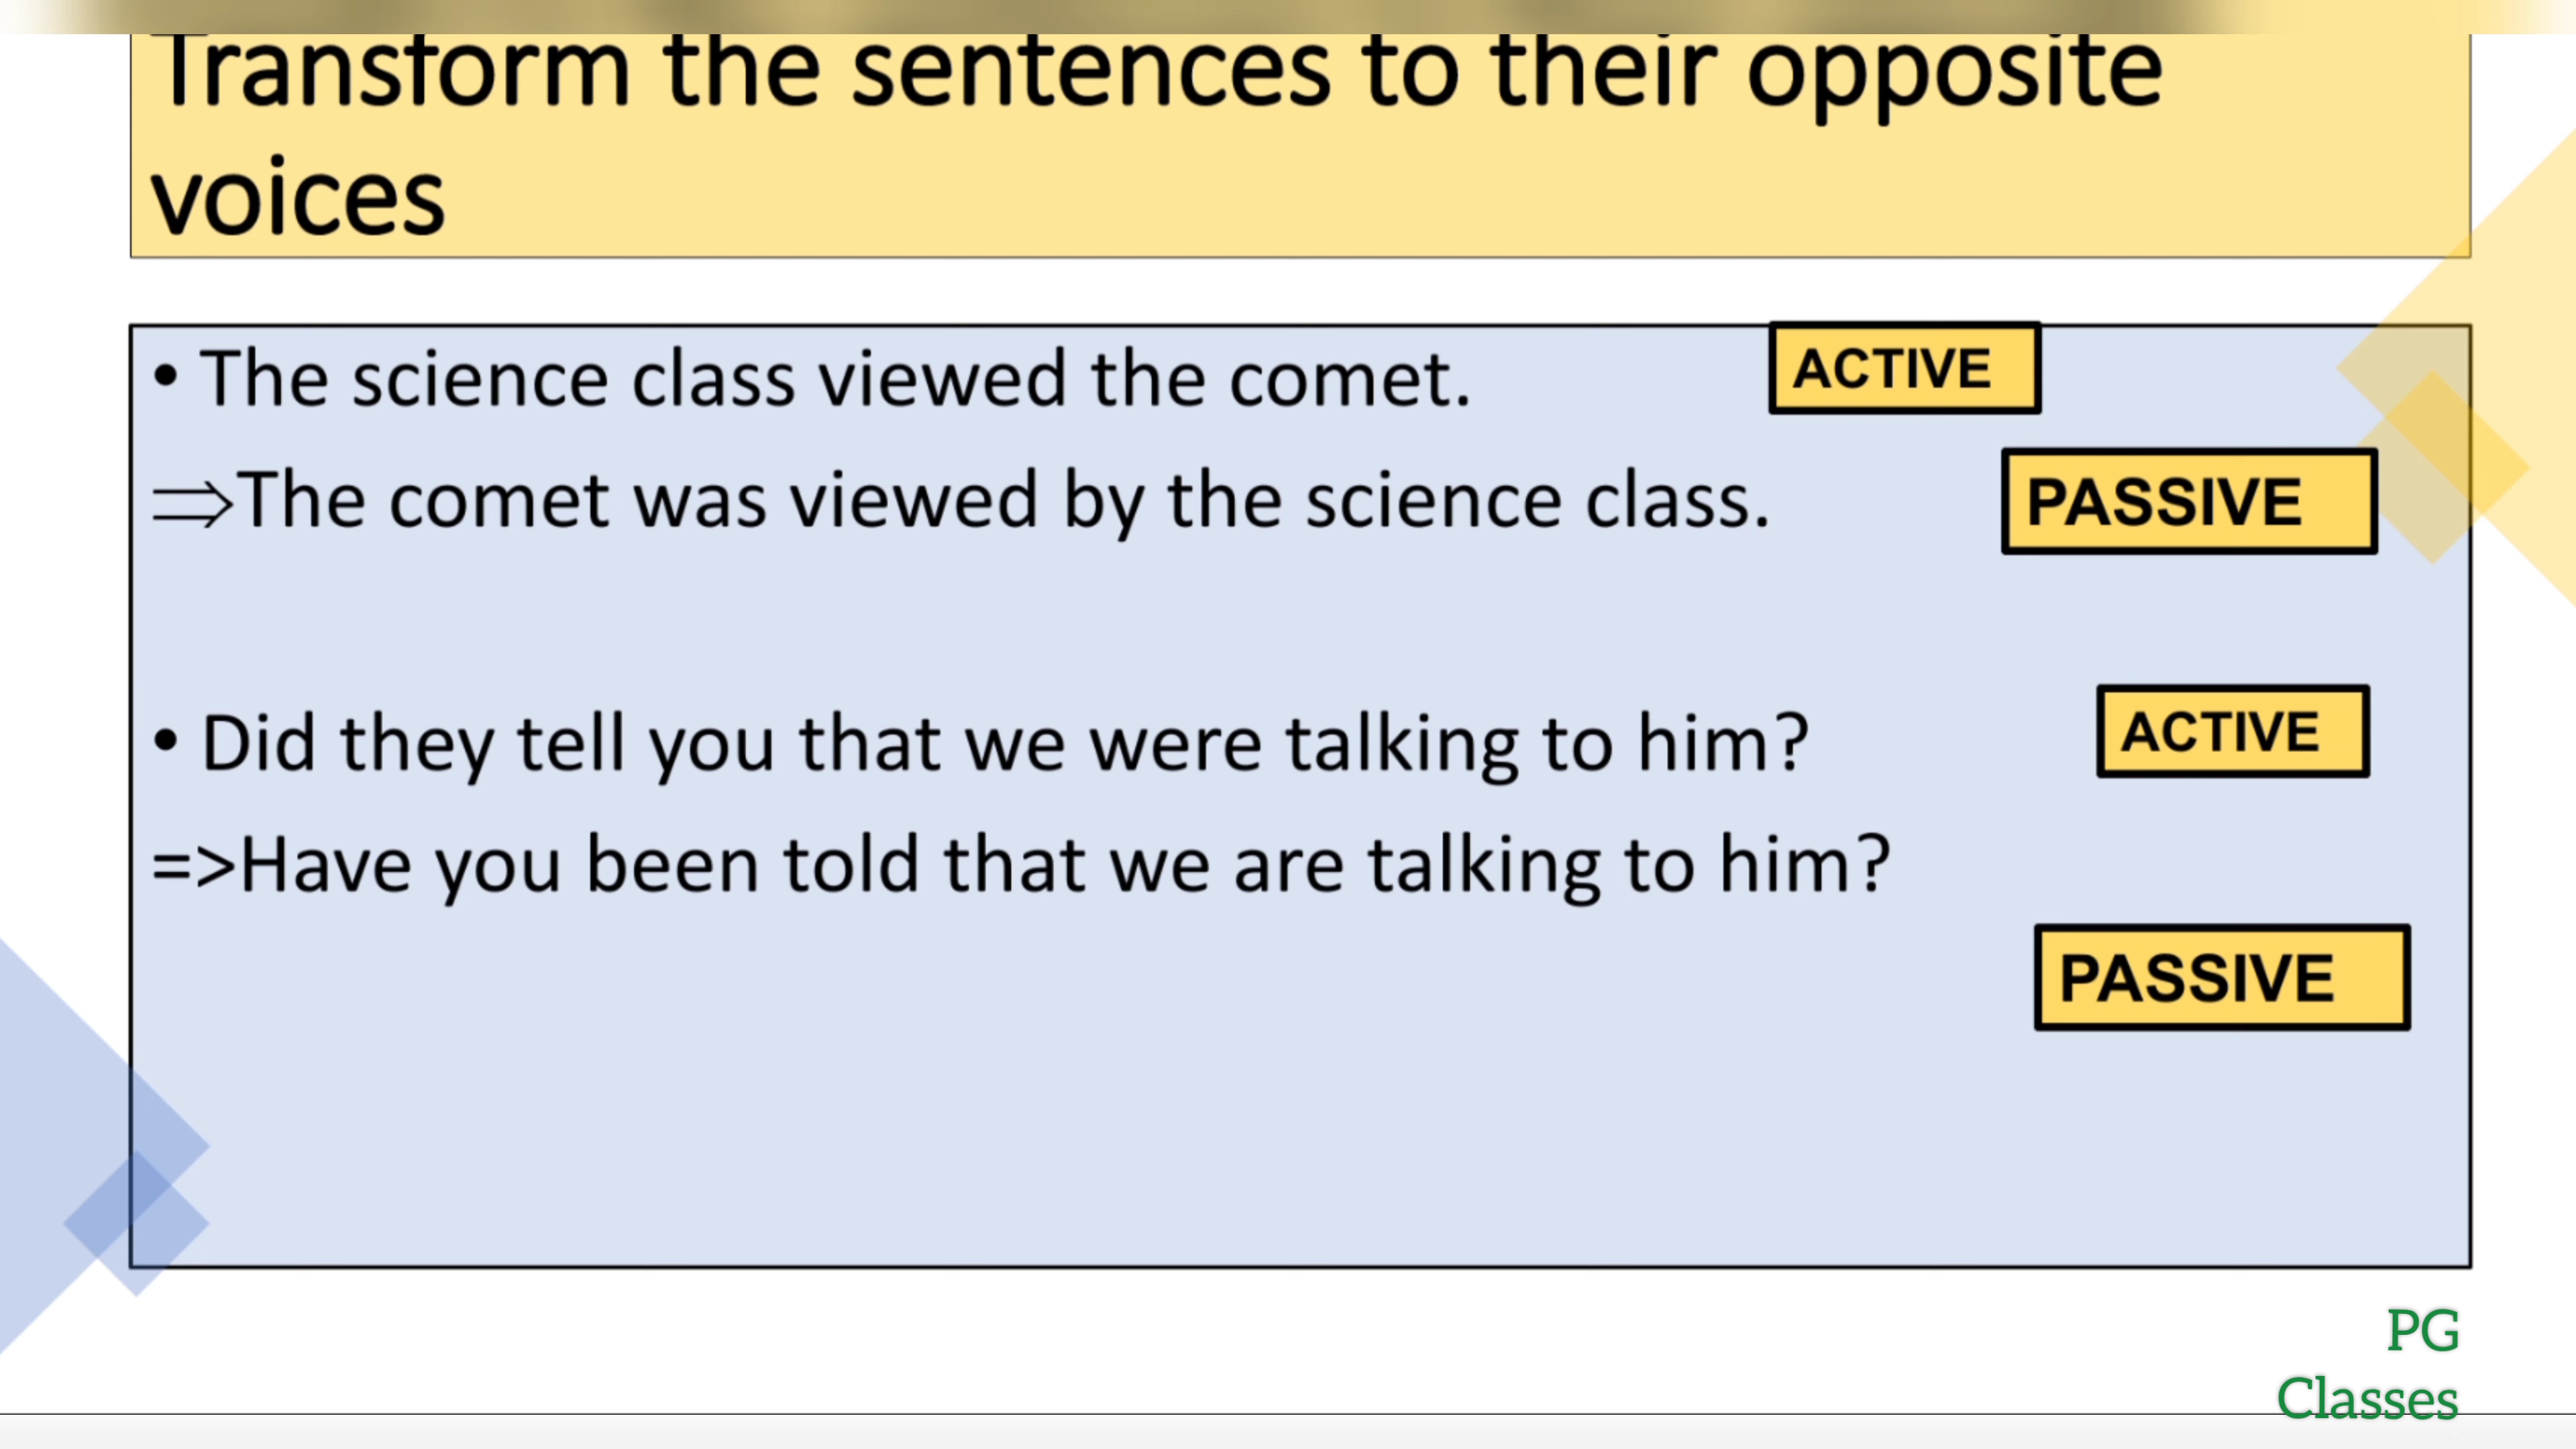 Transform the sentences to their opposite
voices
• The science class viewed the comet. ACTIVE
⇒The comet was viewed by the science class. PASSIVE
• Did they tell you that we were talking to him? ACTIVE
=>Have you been told that we are talking to him?
PASSIVE
PG
Classes